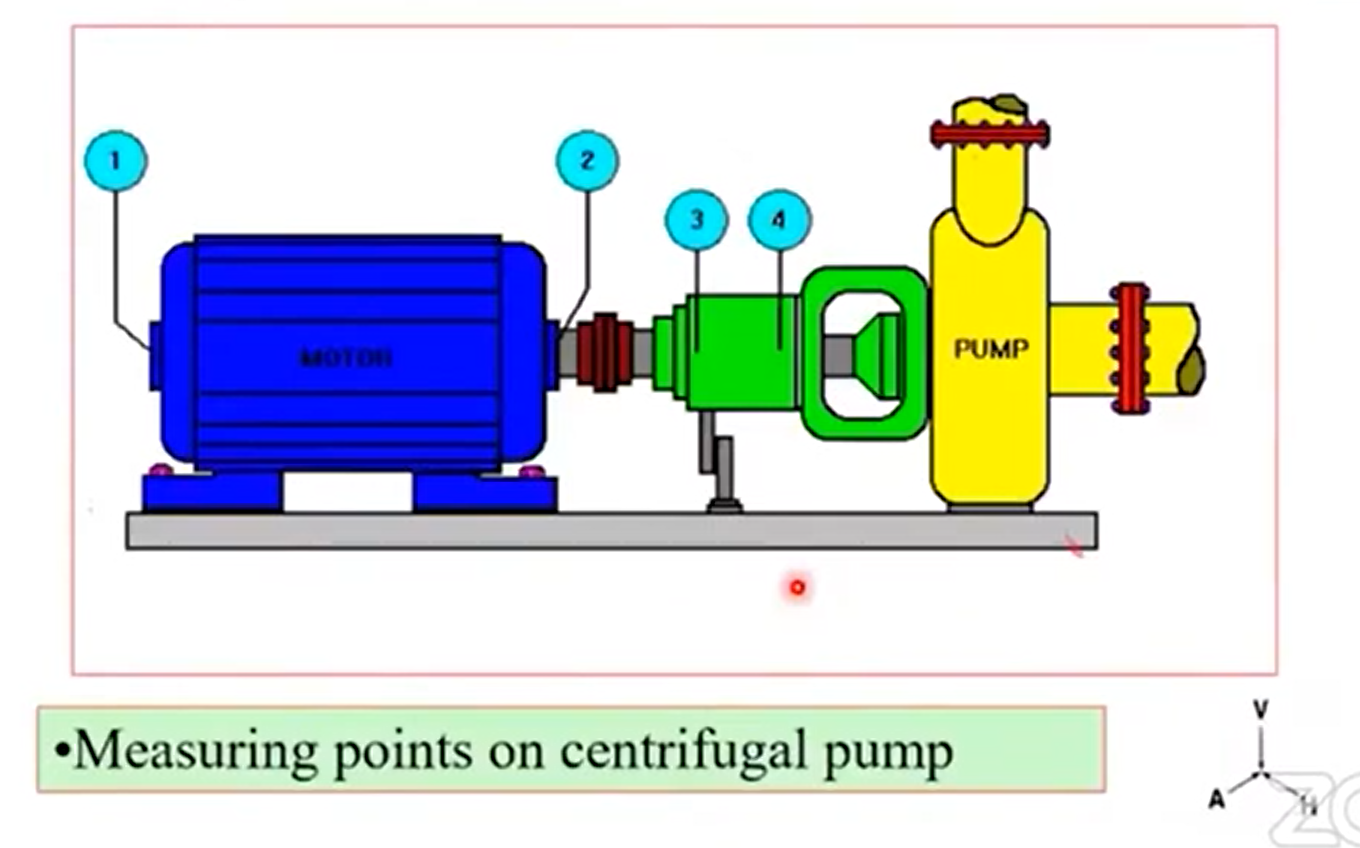 1
2
3
4
MOTOR
PUMP
•Measuring points on centrifugal pump
V
A
H